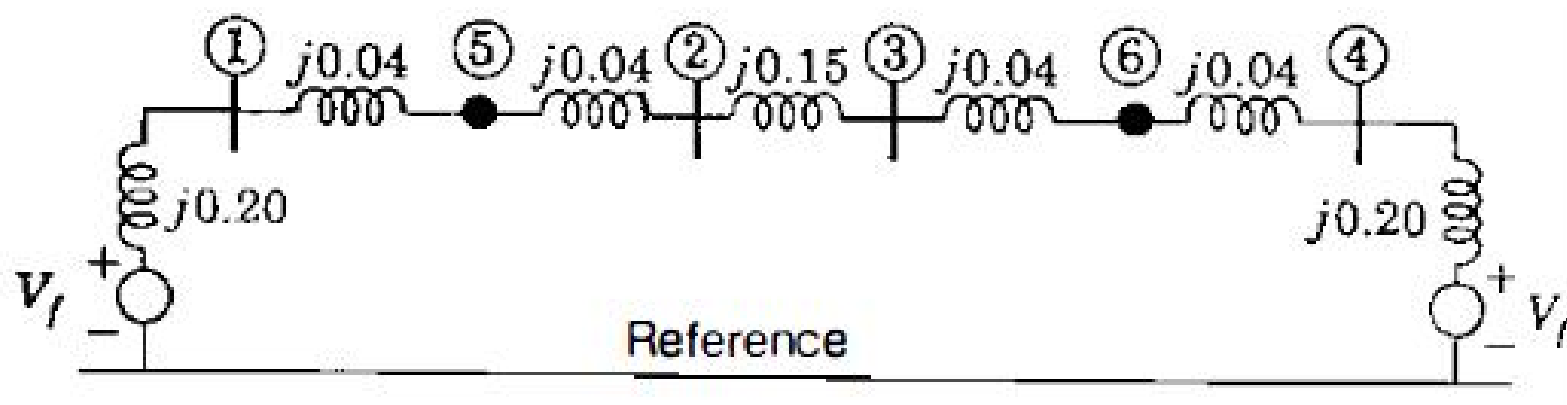 ① j0.04 ⑤ j0.04 ② j0.15 ③ j0.04 ⑥ j0.04 ④
j0.20 j0.20
+ +
V_f V_f
− −
Reference